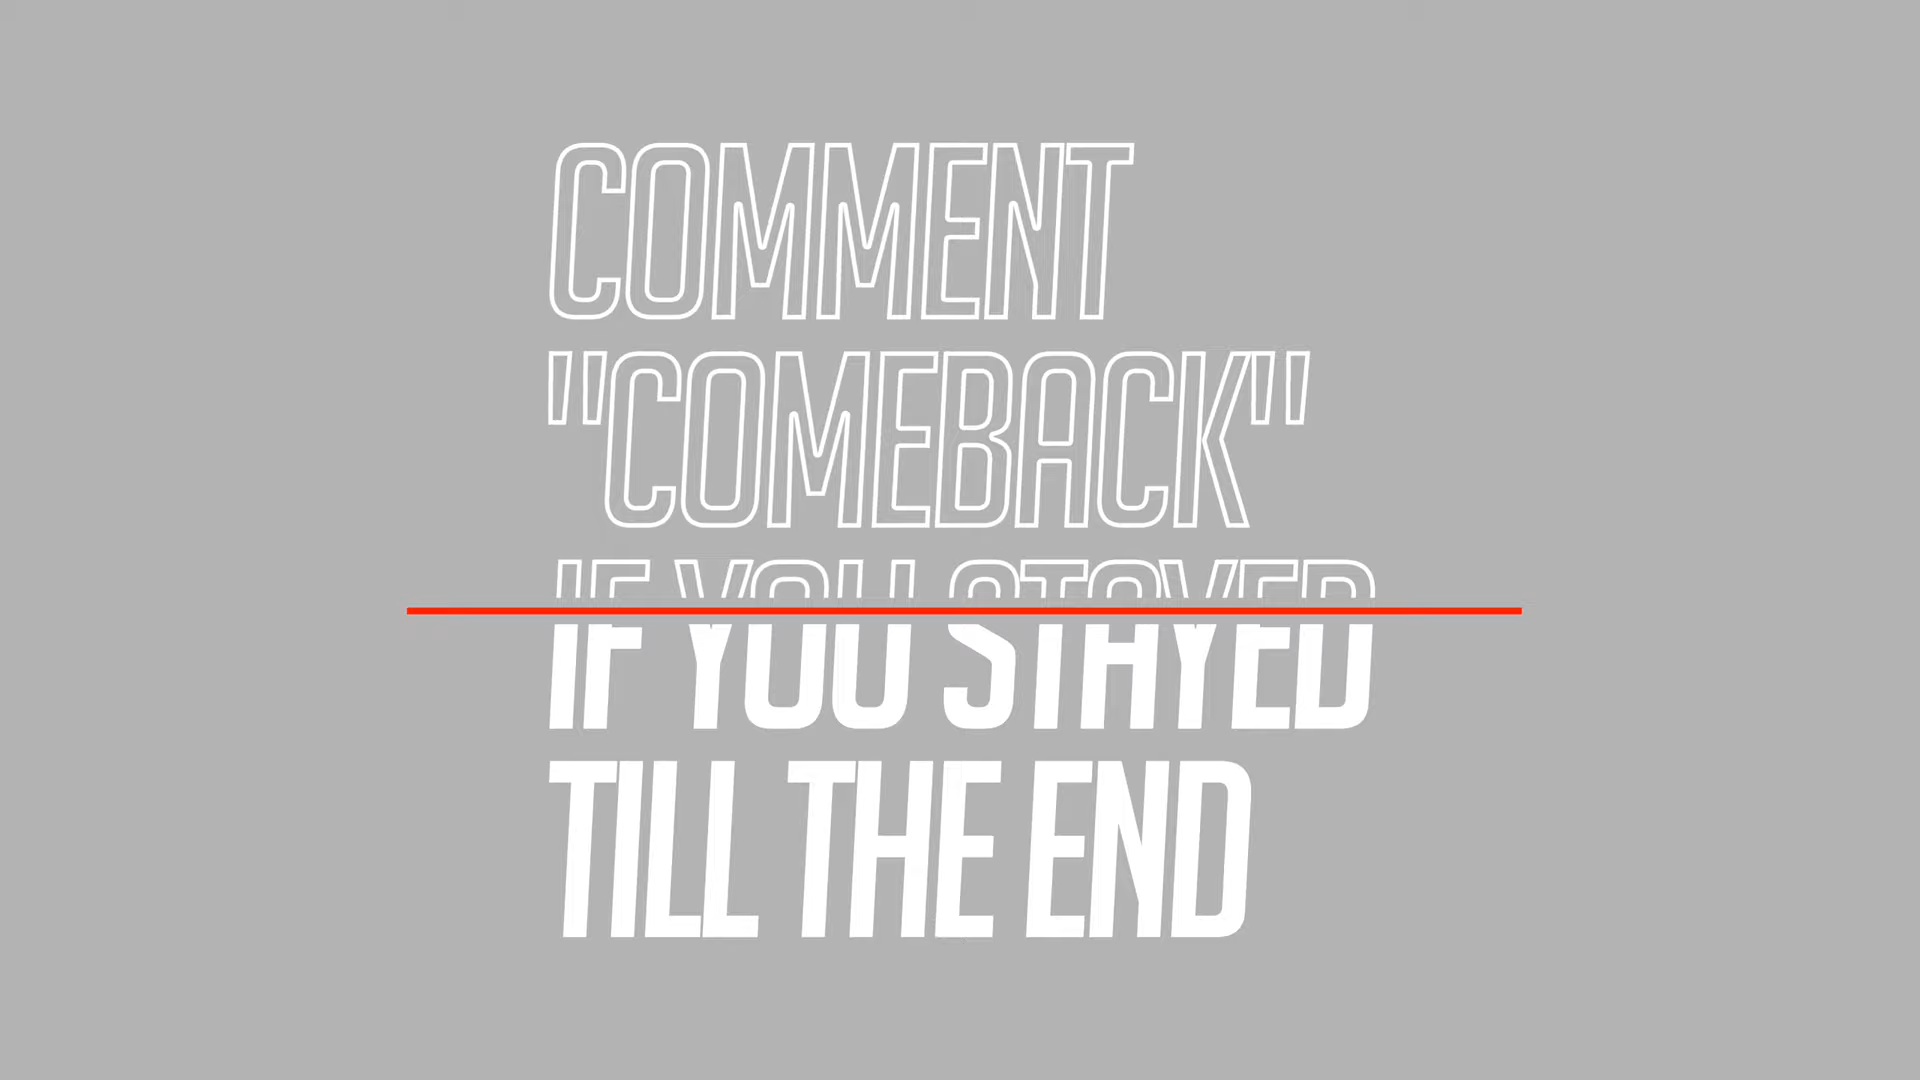 COMMENT
"COMEBACK"
IF YOU STAYED
TILL THE END